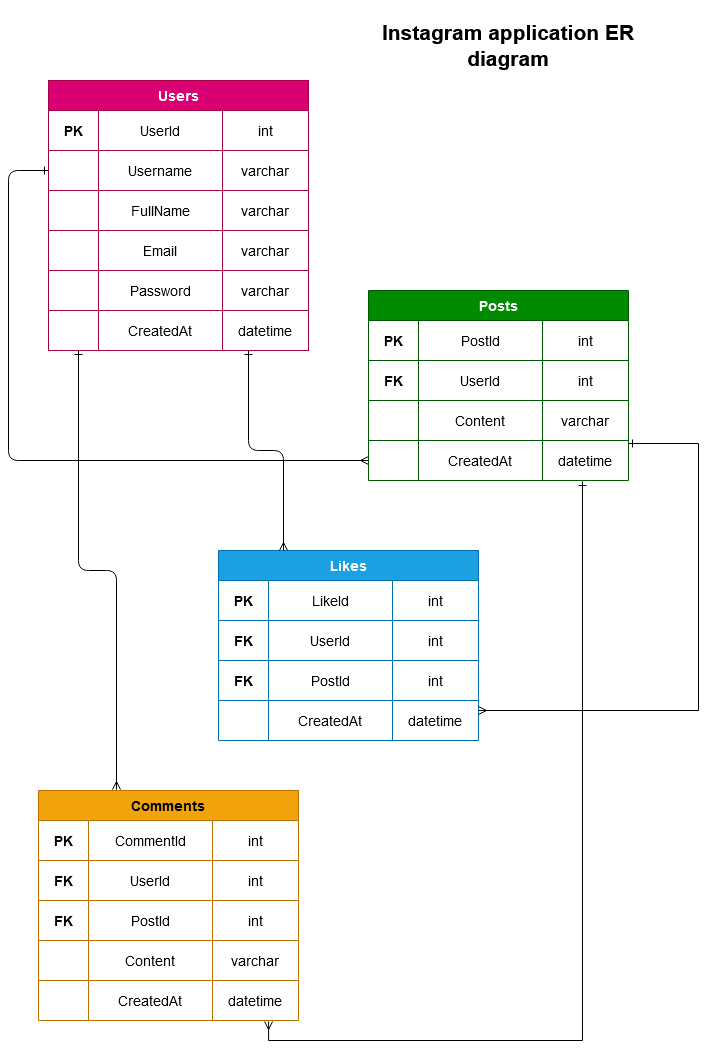 Instagram application ER
diagram
Users
PK UserId int
Username varchar
FullName varchar
Email varchar
Password varchar
CreatedAt datetime
Posts
PK PostId int
FK UserId int
Content varchar
CreatedAt datetime
Likes
PK LikeId int
FK UserId int
FK PostId int
CreatedAt datetime
Comments
PK CommentId int
FK UserId int
FK PostId int
Content varchar
CreatedAt datetime